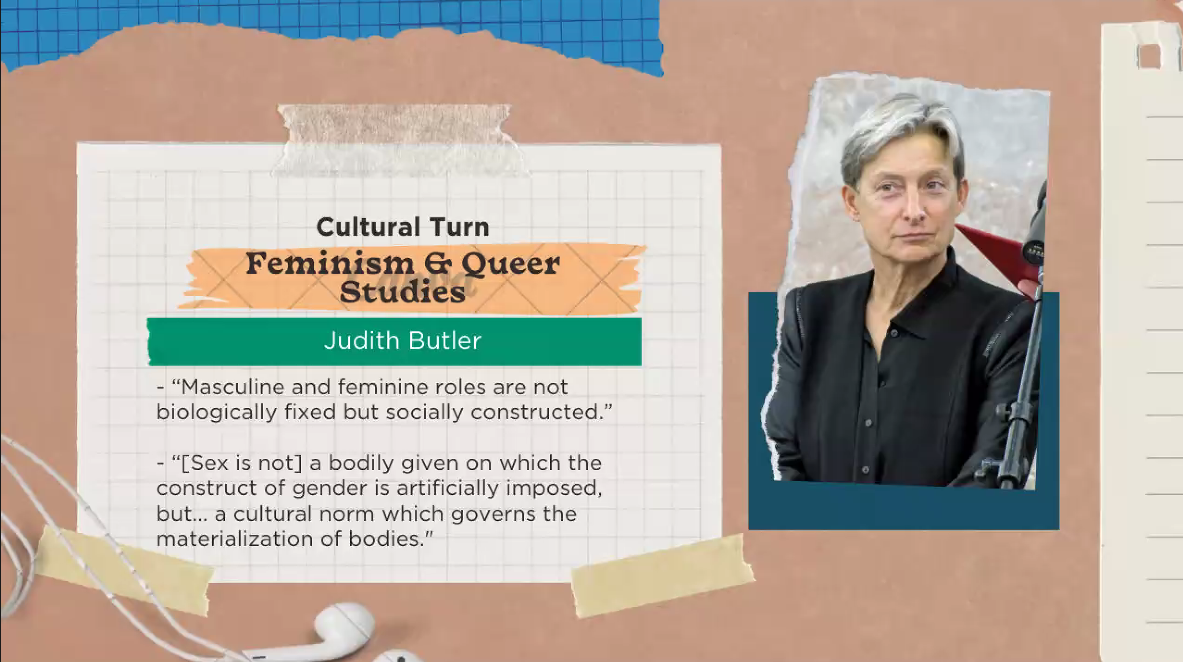 Cultural Turn
Feminism & Queer
Studies
Judith Butler
- “Masculine and feminine roles are not
biologically fixed but socially constructed.”
- “[Sex is not] a bodily given on which the
construct of gender is artificially imposed,
but... a cultural norm which governs the
materialization of bodies."